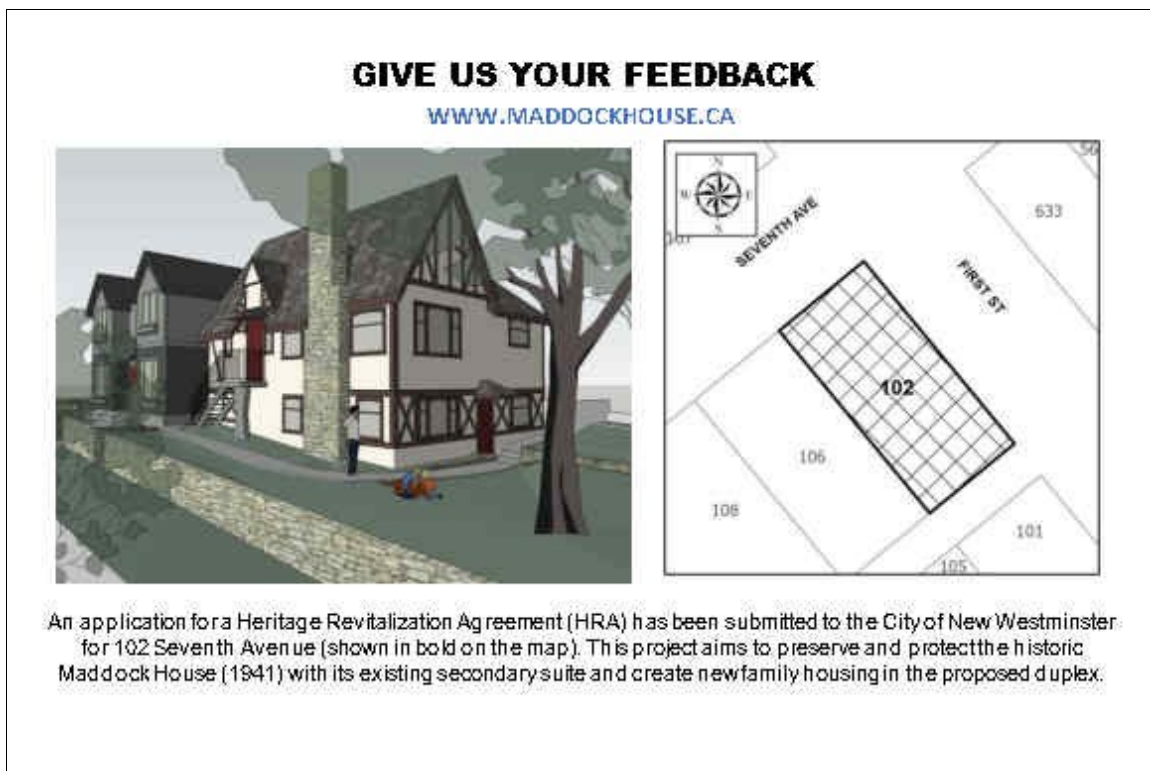 GIVE US YOUR FEEDBACK
WWW.MADDOCKHOUSE.CA
N
W E
S
SEVENTH AVE
FIRST ST
56
633
102
106
108
101
105
An application for a Heritage Revitalization Agreement (HRA) has been submitted to the City of New Westminster
for 102 Seventh Avenue (shown in bold on the map). This project aims to preserve and protect the historic
Maddock House (1941) with its existing secondary suite and create new family housing in the proposed duplex.